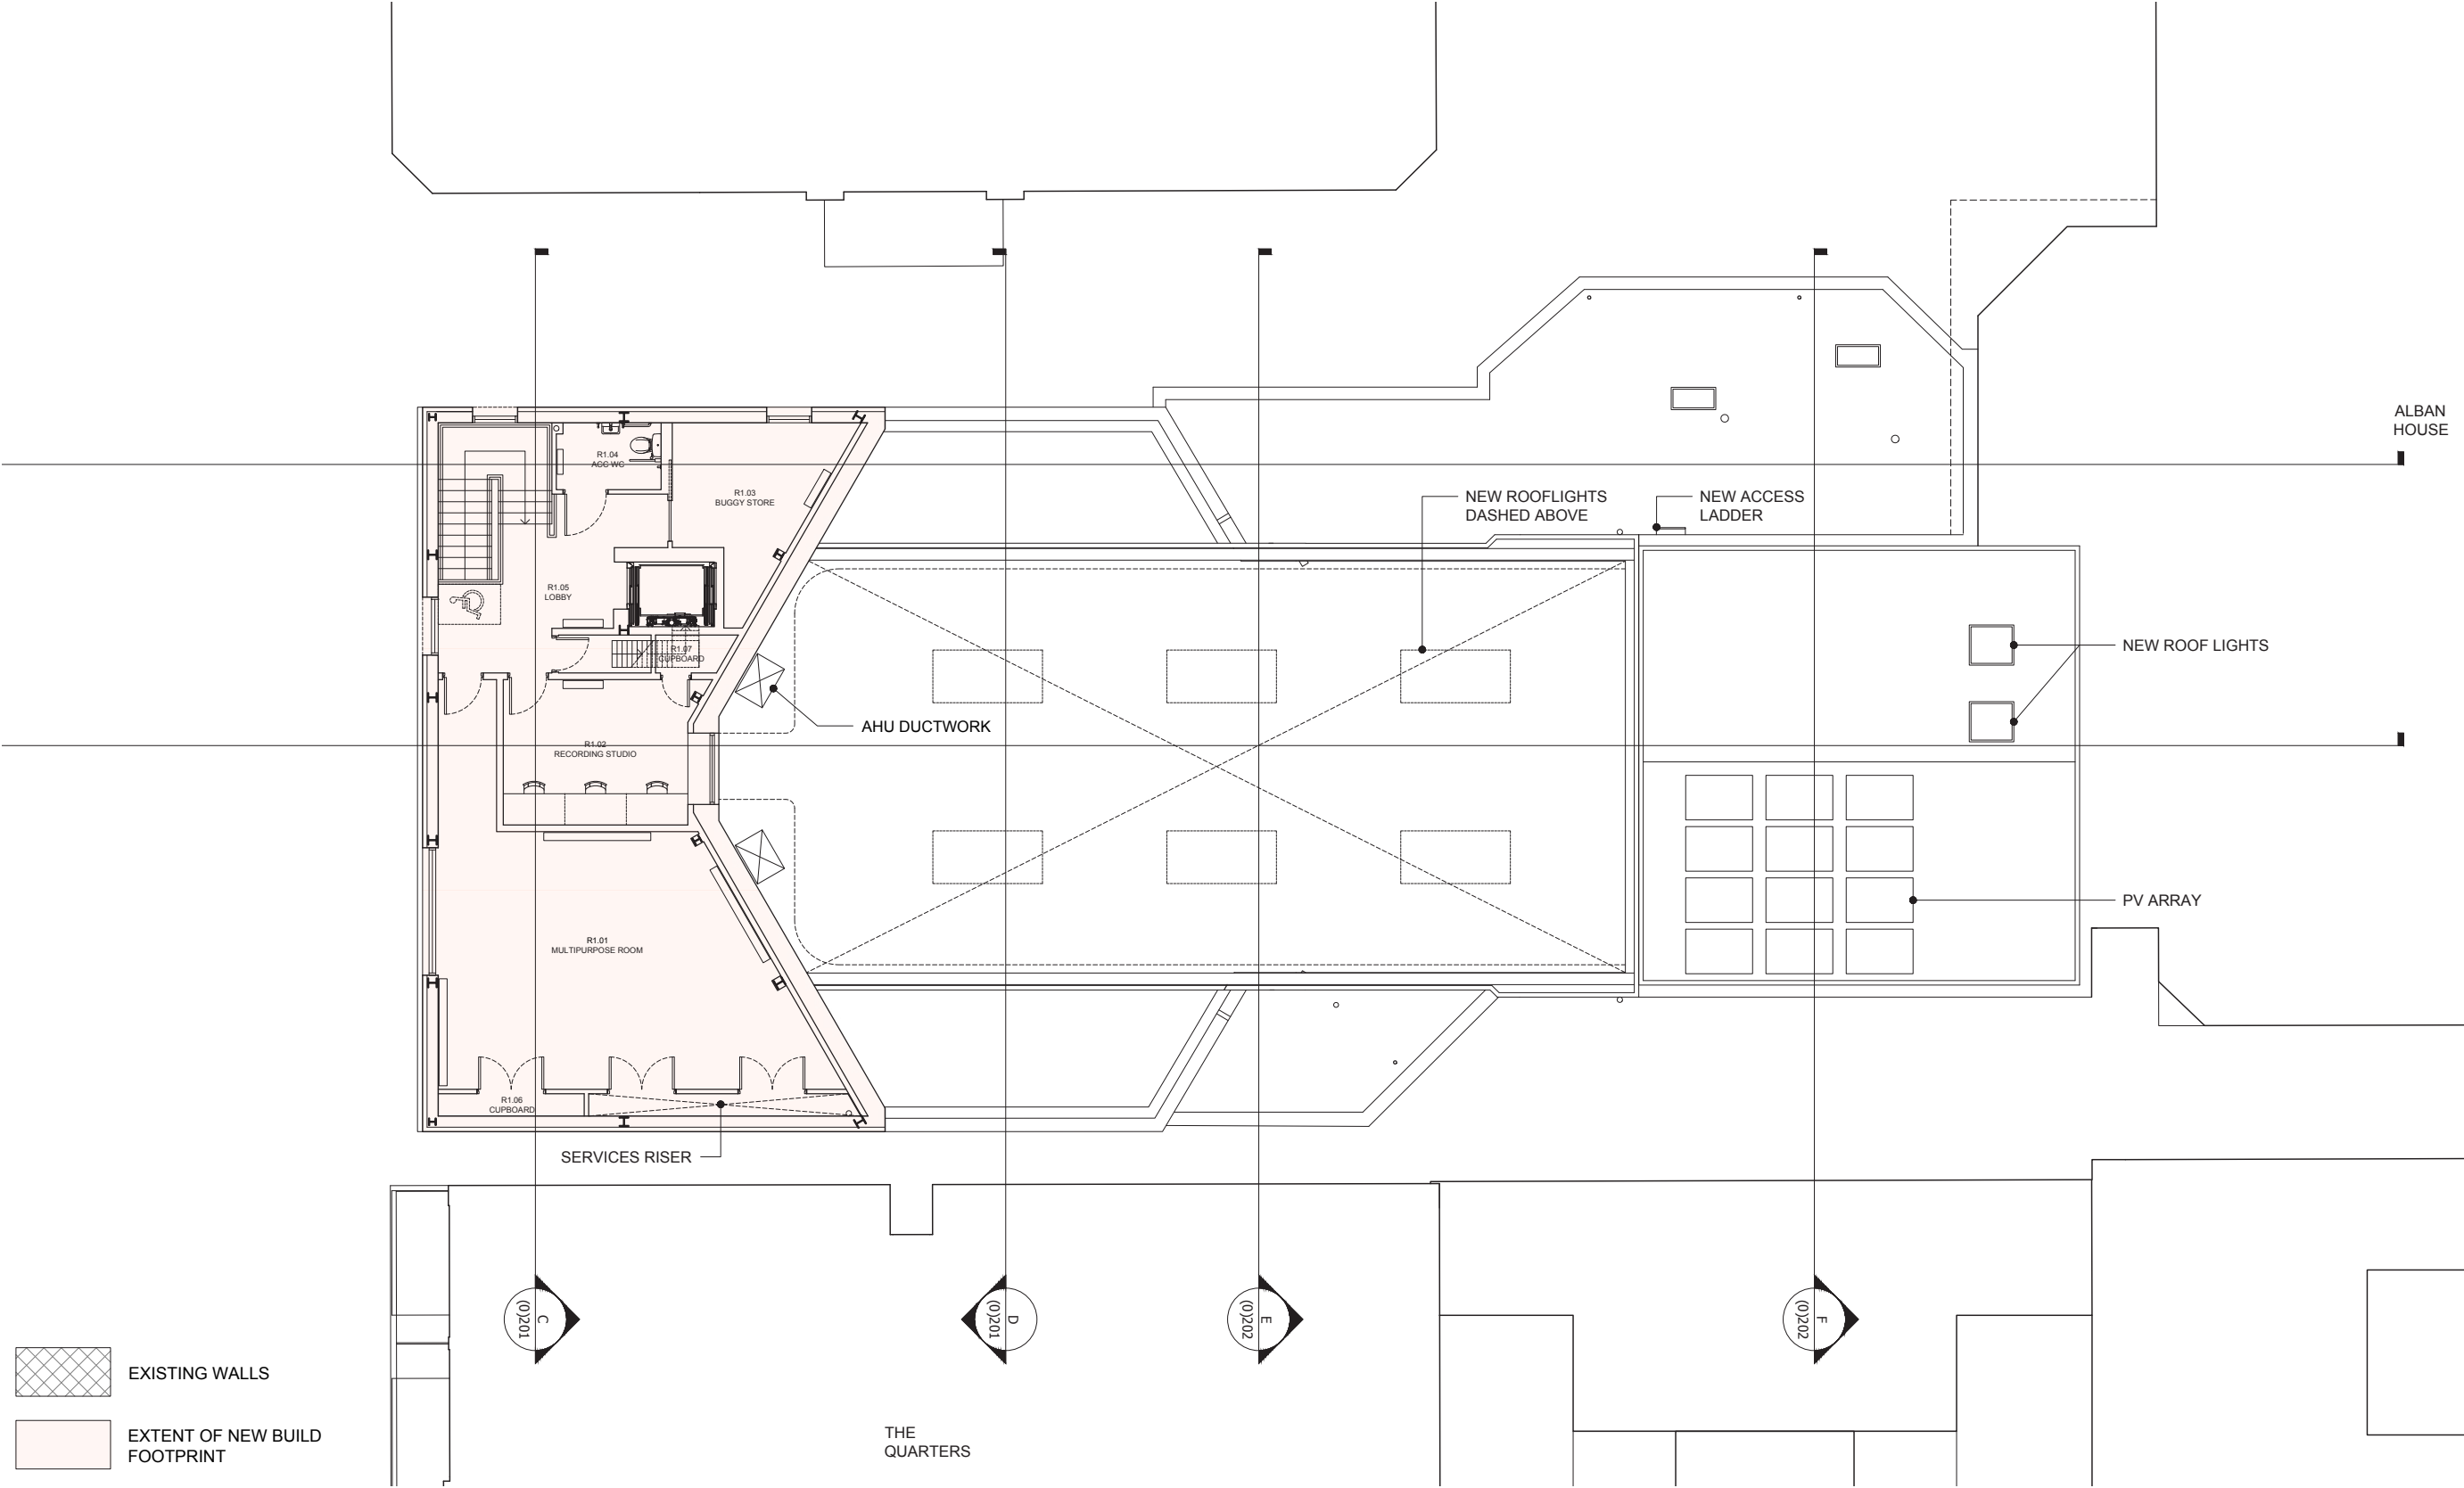 ALBAN
HOUSE
R1.04
ACC WC
R1.03
BUGGY STORE
NEW ROOFLIGHTS
DASHED ABOVE
NEW ACCESS
LADDER
R1.05
LOBBY
R1.07
CUPBOARD
NEW ROOF LIGHTS
AHU DUCTWORK
R1.02
RECORDING STUDIO
PV ARRAY
R1.01
MULTIPURPOSE ROOM
R1.06
CUPBOARD
SERVICES RISER
C
(0)201
D
(0)201
E
(0)202
F
(0)202
EXISTING WALLS
EXTENT OF NEW BUILD
FOOTPRINT
THE
QUARTERS